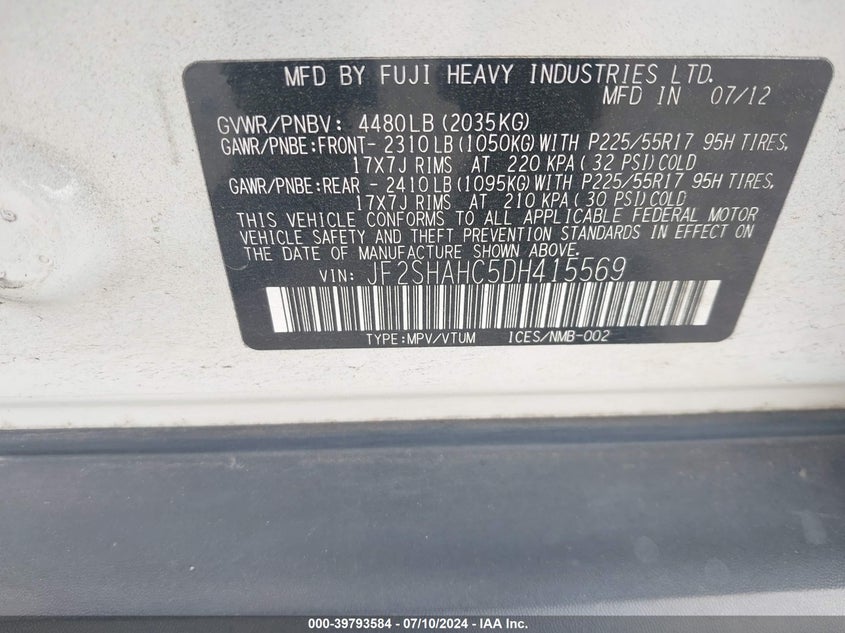 MFD BY FUJI HEAVY INDUSTRIES LTD.
MFD IN 07/12
GVWR/PNBV: 4480LB (2035KG)
GAWR/PNBE:FRONT- 2310LB (1050KG) WITH P225/55R17 95H TIRES,
17X7J RIMS AT 220 KPA ( 32 PSI) COLD
GAWR/PNBE:REAR - 2410LB (1095KG) WITH P225/55R17 95H TIRES,
17X7J RIMS AT 210 KPA ( 30 PSI) COLD
THIS VEHICLE CONFORMS TO ALL APPLICABLE FEDERAL MOTOR
VEHICLE SAFETY AND THEFT PREVENTION STANDARDS IN EFFECT ON
THE DATE OF MANUFACTURE SHOWN ABOVE.
VIN: JF2SHAHC5DH415569
TYPE:MPV/VTUM ICES/NMB-002
000-39793584 / 07/10/2024 - IAA Inc.